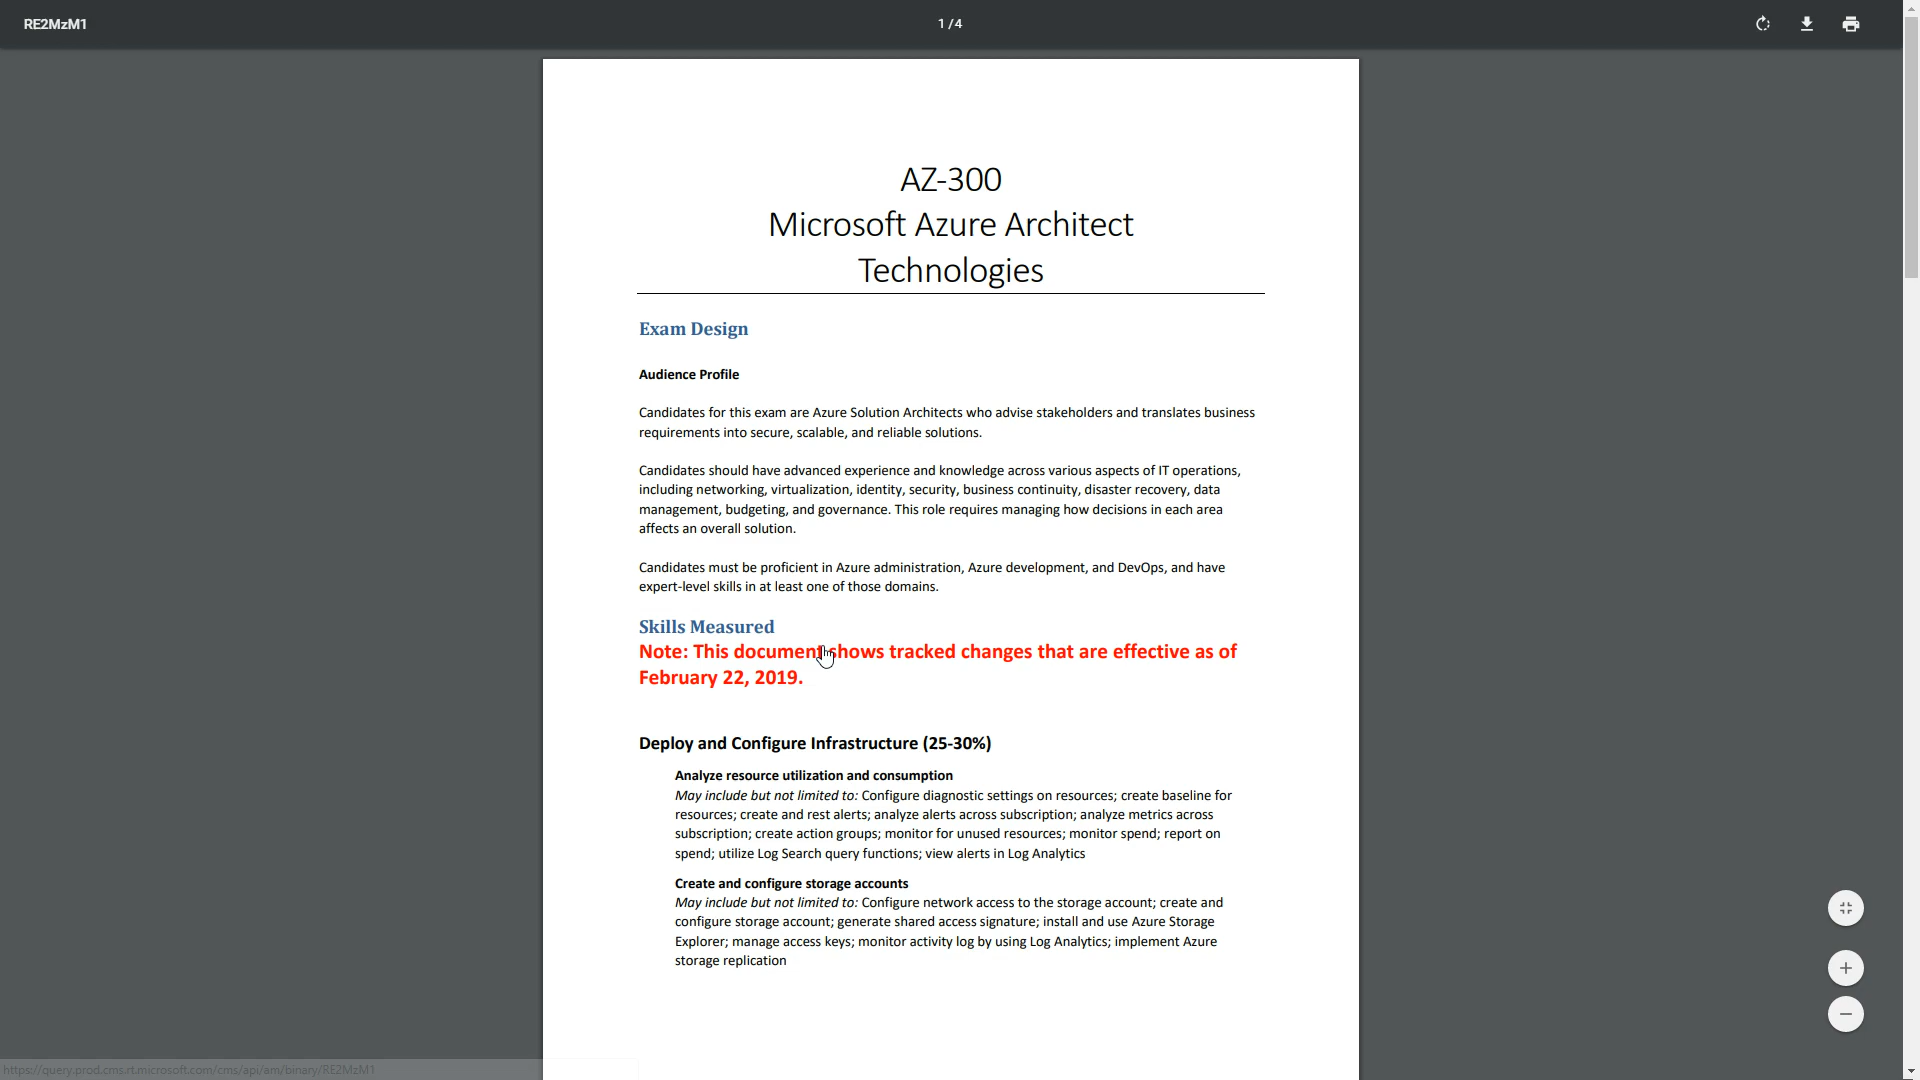 RE2MzM1
1 / 4
AZ-300
Microsoft Azure Architect
Technologies
Exam Design
Audience Profile
Candidates for this exam are Azure Solution Architects who advise stakeholders and translates business
requirements into secure, scalable, and reliable solutions.
Candidates should have advanced experience and knowledge across various aspects of IT operations,
including networking, virtualization, identity, security, business continuity, disaster recovery, data
management, budgeting, and governance. This role requires managing how decisions in each area
affects an overall solution.
Candidates must be proficient in Azure administration, Azure development, and DevOps, and have
expert-level skills in at least one of those domains.
Skills Measured
Note: This document shows tracked changes that are effective as of
February 22, 2019.
Deploy and Configure Infrastructure (25-30%)
Analyze resource utilization and consumption
May include but not limited to: Configure diagnostic settings on resources; create baseline for
resources; create and rest alerts; analyze alerts across subscription; analyze metrics across
subscription; create action groups; monitor for unused resources; monitor spend; report on
spend; utilize Log Search query functions; view alerts in Log Analytics
Create and configure storage accounts
May include but not limited to: Configure network access to the storage account; create and
configure storage account; generate shared access signature; install and use Azure Storage
Explorer; manage access keys; monitor activity log by using Log Analytics; implement Azure
storage replication
https://query.prod.cms.rt.microsoft.com/cms/api/am/binary/RE2MzM1